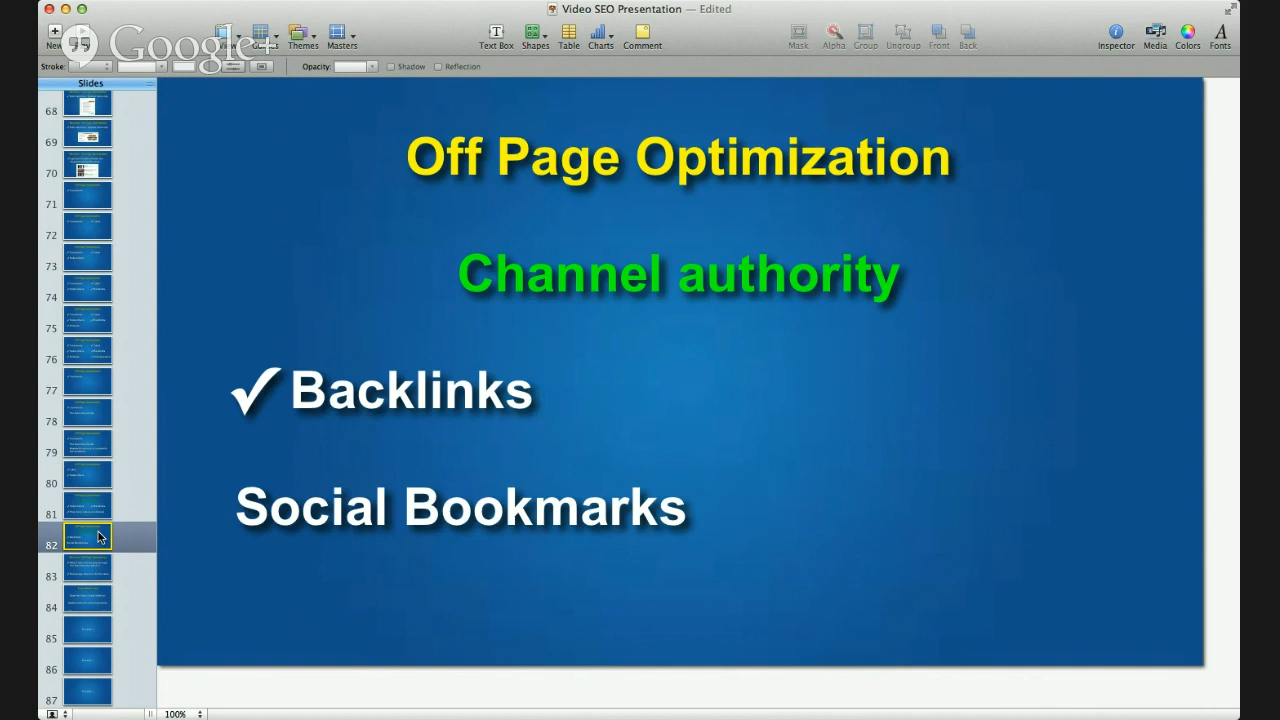 Video SEO Presentation — Edited
Google+
New View Themes Masters Text Box Shapes Table Charts Comment Mask Alpha Group Ungroup Front Back Inspector Media Colors Fonts
Stroke: Opacity: Shadow Reflection
Slides
68
69
70
71
72
73
74
75
76
77
78
79
80
81
82
83
84
85
86
87
Off Page Optimization
Channel authority
✓ Backlinks
Social Bookmarks
100%